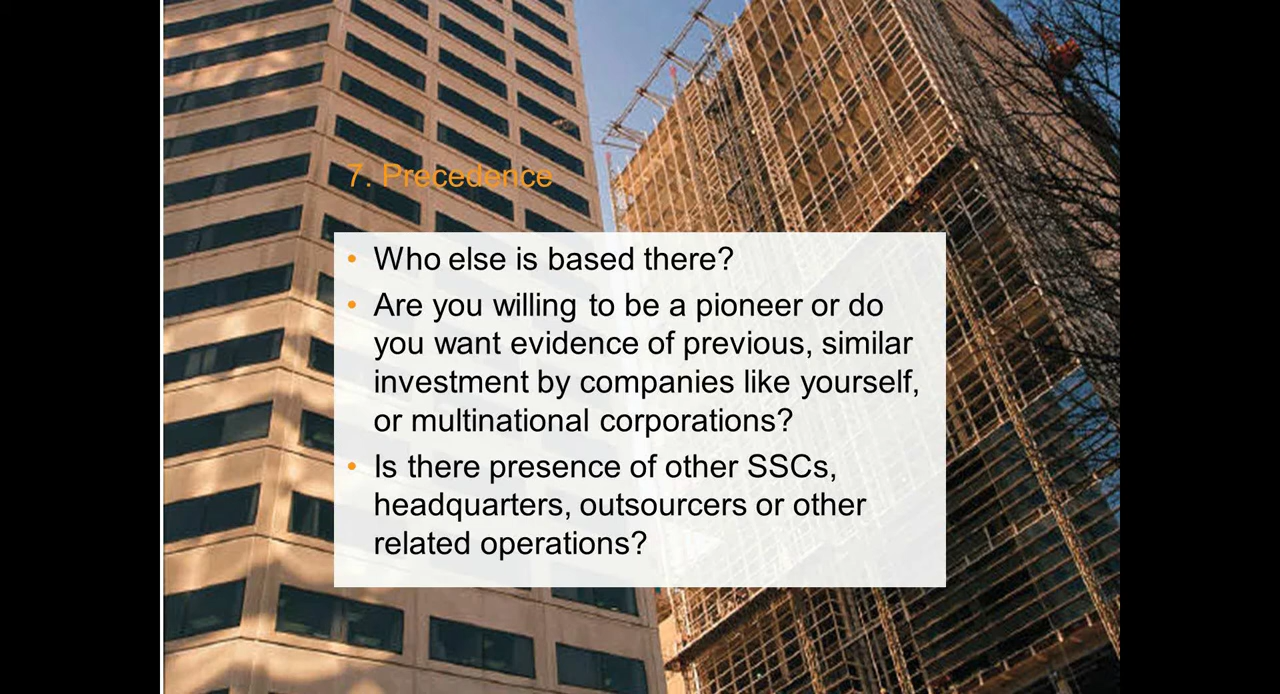 7. Precedence
• Who else is based there?
• Are you willing to be a pioneer or do
you want evidence of previous, similar
investment by companies like yourself,
or multinational corporations?
• Is there presence of other SSCs,
headquarters, outsourcers or other
related operations?